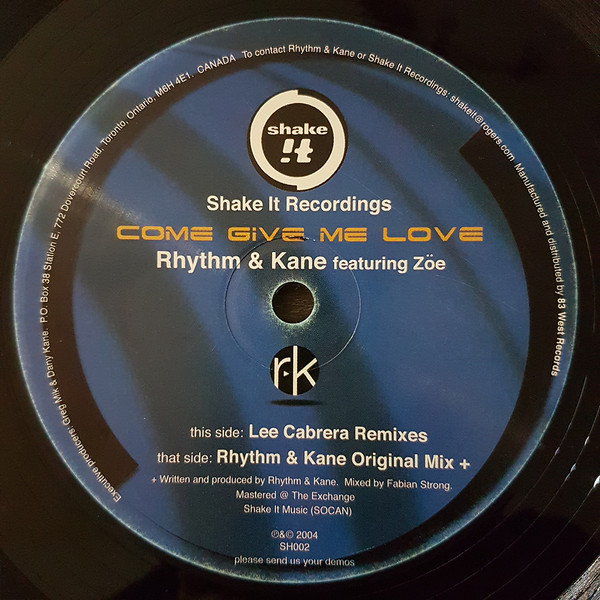 Executive producers: Greg Mik & Dany Kane. P.O. Box 38 Station E, 772 Dovercourt Road, Toronto, Ontario, M6H 4E1. CANADA To contact Rhythm & Kane or Shake It Recordings: shakeit@rogers.com Manufactured and distributed by 83 West Records
shake
!t
Shake It Recordings
COME GIVE ME LOVE
Rhythm & Kane featuring Zöe
r k
this side: Lee Cabrera Remixes
that side: Rhythm & Kane Original Mix +
+ Written and produced by Rhythm & Kane. Mixed by Fabian Strong.
Mastered @ The Exchange
Shake It Music (SOCAN)
℗&© 2004
SH002
please send us your demos